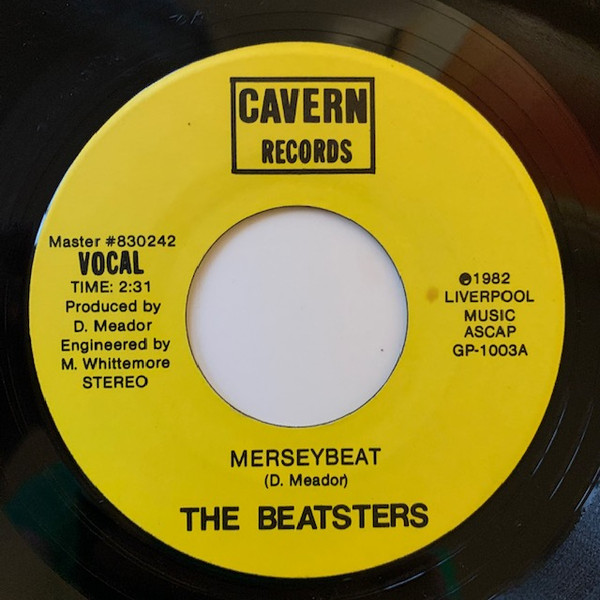 CAVERN
RECORDS
Master #830242
VOCAL
TIME: 2:31
Produced by
D. Meador
Engineered by
M. Whittemore
STEREO
℗1982
LIVERPOOL
MUSIC
ASCAP
GP-1003A
MERSEYBEAT
(D. Meador)
THE BEATSTERS